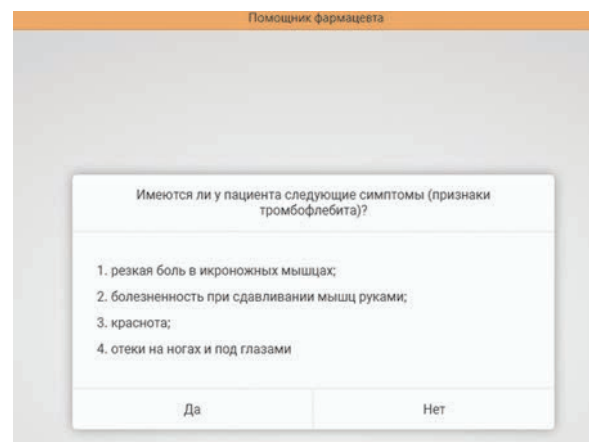 Помощник фармацевта
Имеются ли у пациента следующие симптомы (признаки
тромбофлебита)?
1. резкая боль в икроножных мышцах;
2. болезненность при сдавливании мышц руками;
3. краснота;
4. отеки на ногах и под глазами
Да
Нет